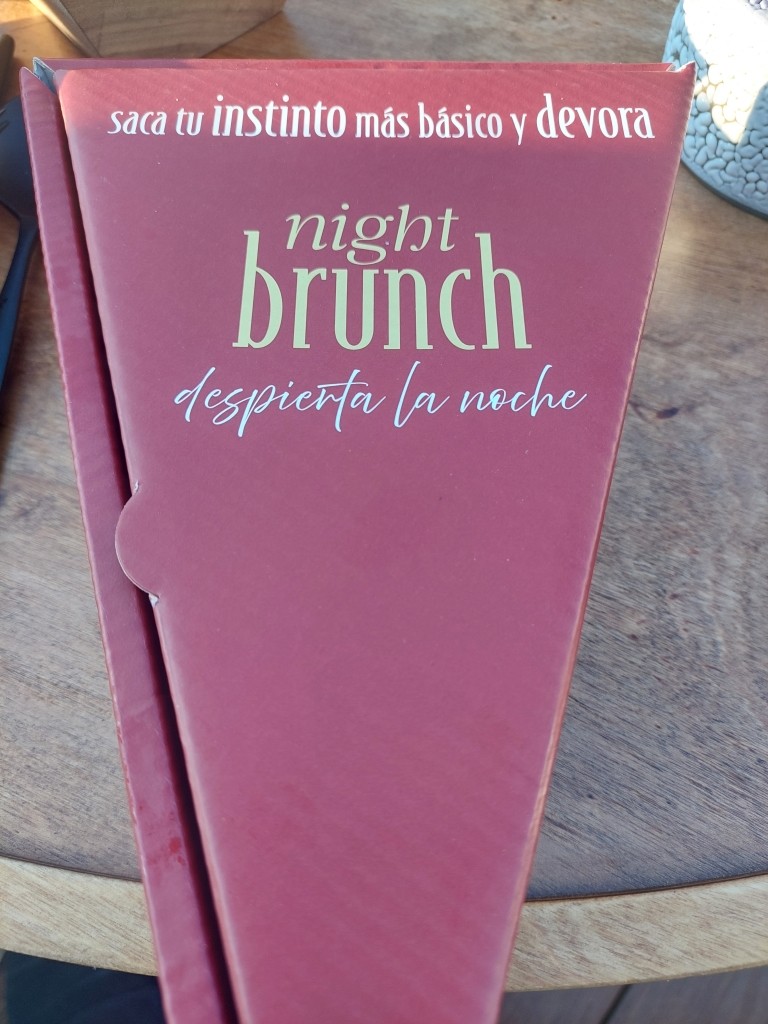 saca tu instinto más básico y devora
night
brunch
despierta la noche